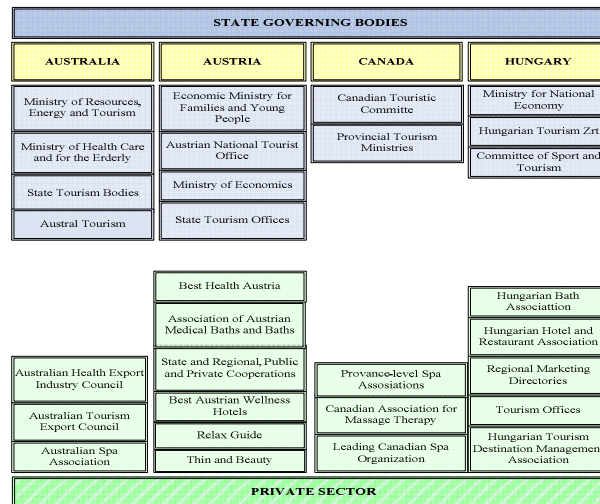 STATE GOVERNING BODIES
AUSTRALIA
AUSTRIA
CANADA
HUNGARY
Ministry of Resources,
Energy and Tourism
Ministry of Health Care
and for the Erderly
State Tourism Bodies
Austral Tourism
Economic Ministry for
Families and Young
People
Austrian National Tourist
Office
Ministry of Economics
State Tourism Offices
Canadian Touristic
Committe
Provincial Tourism
Ministries
Ministry for National
Economy
Hungarian Tourism Zrt
Committee of Sport and
Tourism
Australian Health Export
Industry Council
Australian Tourism
Export Council
Australian Spa
Association
Best Health Austria
Association of Austrian
Medical Baths and Baths
State and Regional, Public
and Private Cooperations
Best Austrian Wellness
Hotels
Relax Guide
Thin and Beauty
Provance-level Spa
Assosiations
Canadian Association for
Massage Therapy
Leading Canadian Spa
Organization
Hungarian Bath
Associattion
Hungarian Hotel and
Restaurant Association
Regional Marketing
Directories
Tourism Offices
Hungarian Tourism
Destination Management
Association
PRIVATE SECTOR